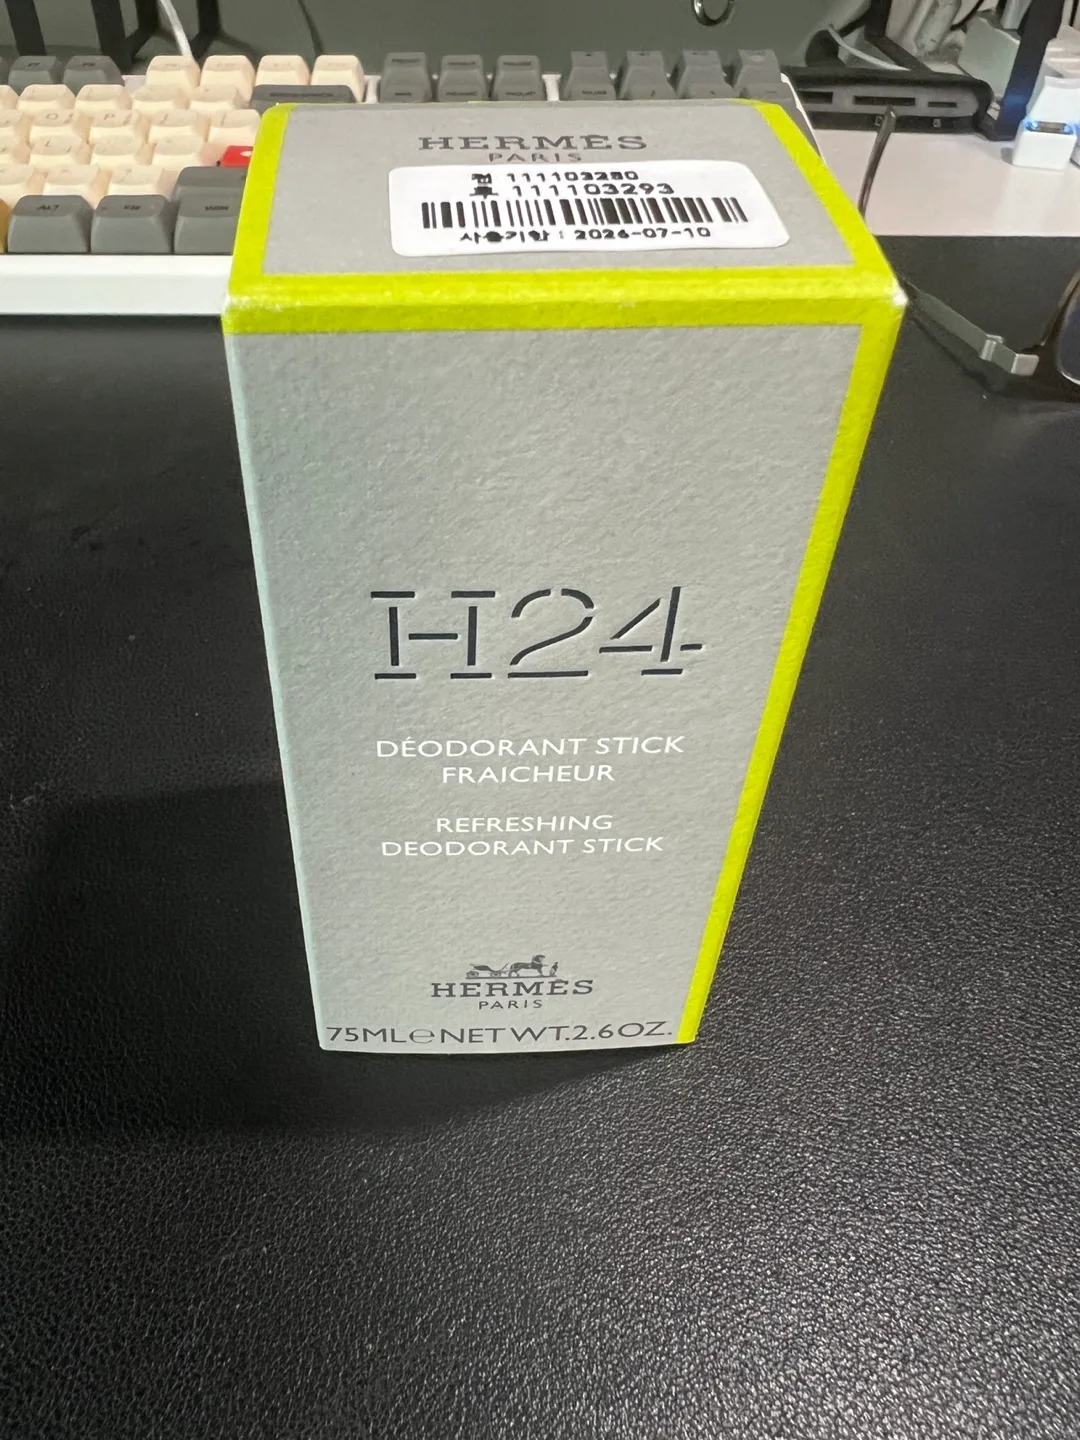 HERMÈS
PARIS
111103280
111103293
사용기한 : 2026-07-10
H24
DÉODORANT STICK
FRAICHEUR
REFRESHING
DEODORANT STICK
HERMÈS
PARIS
75ML℮NET WT.2.6OZ.
ALT